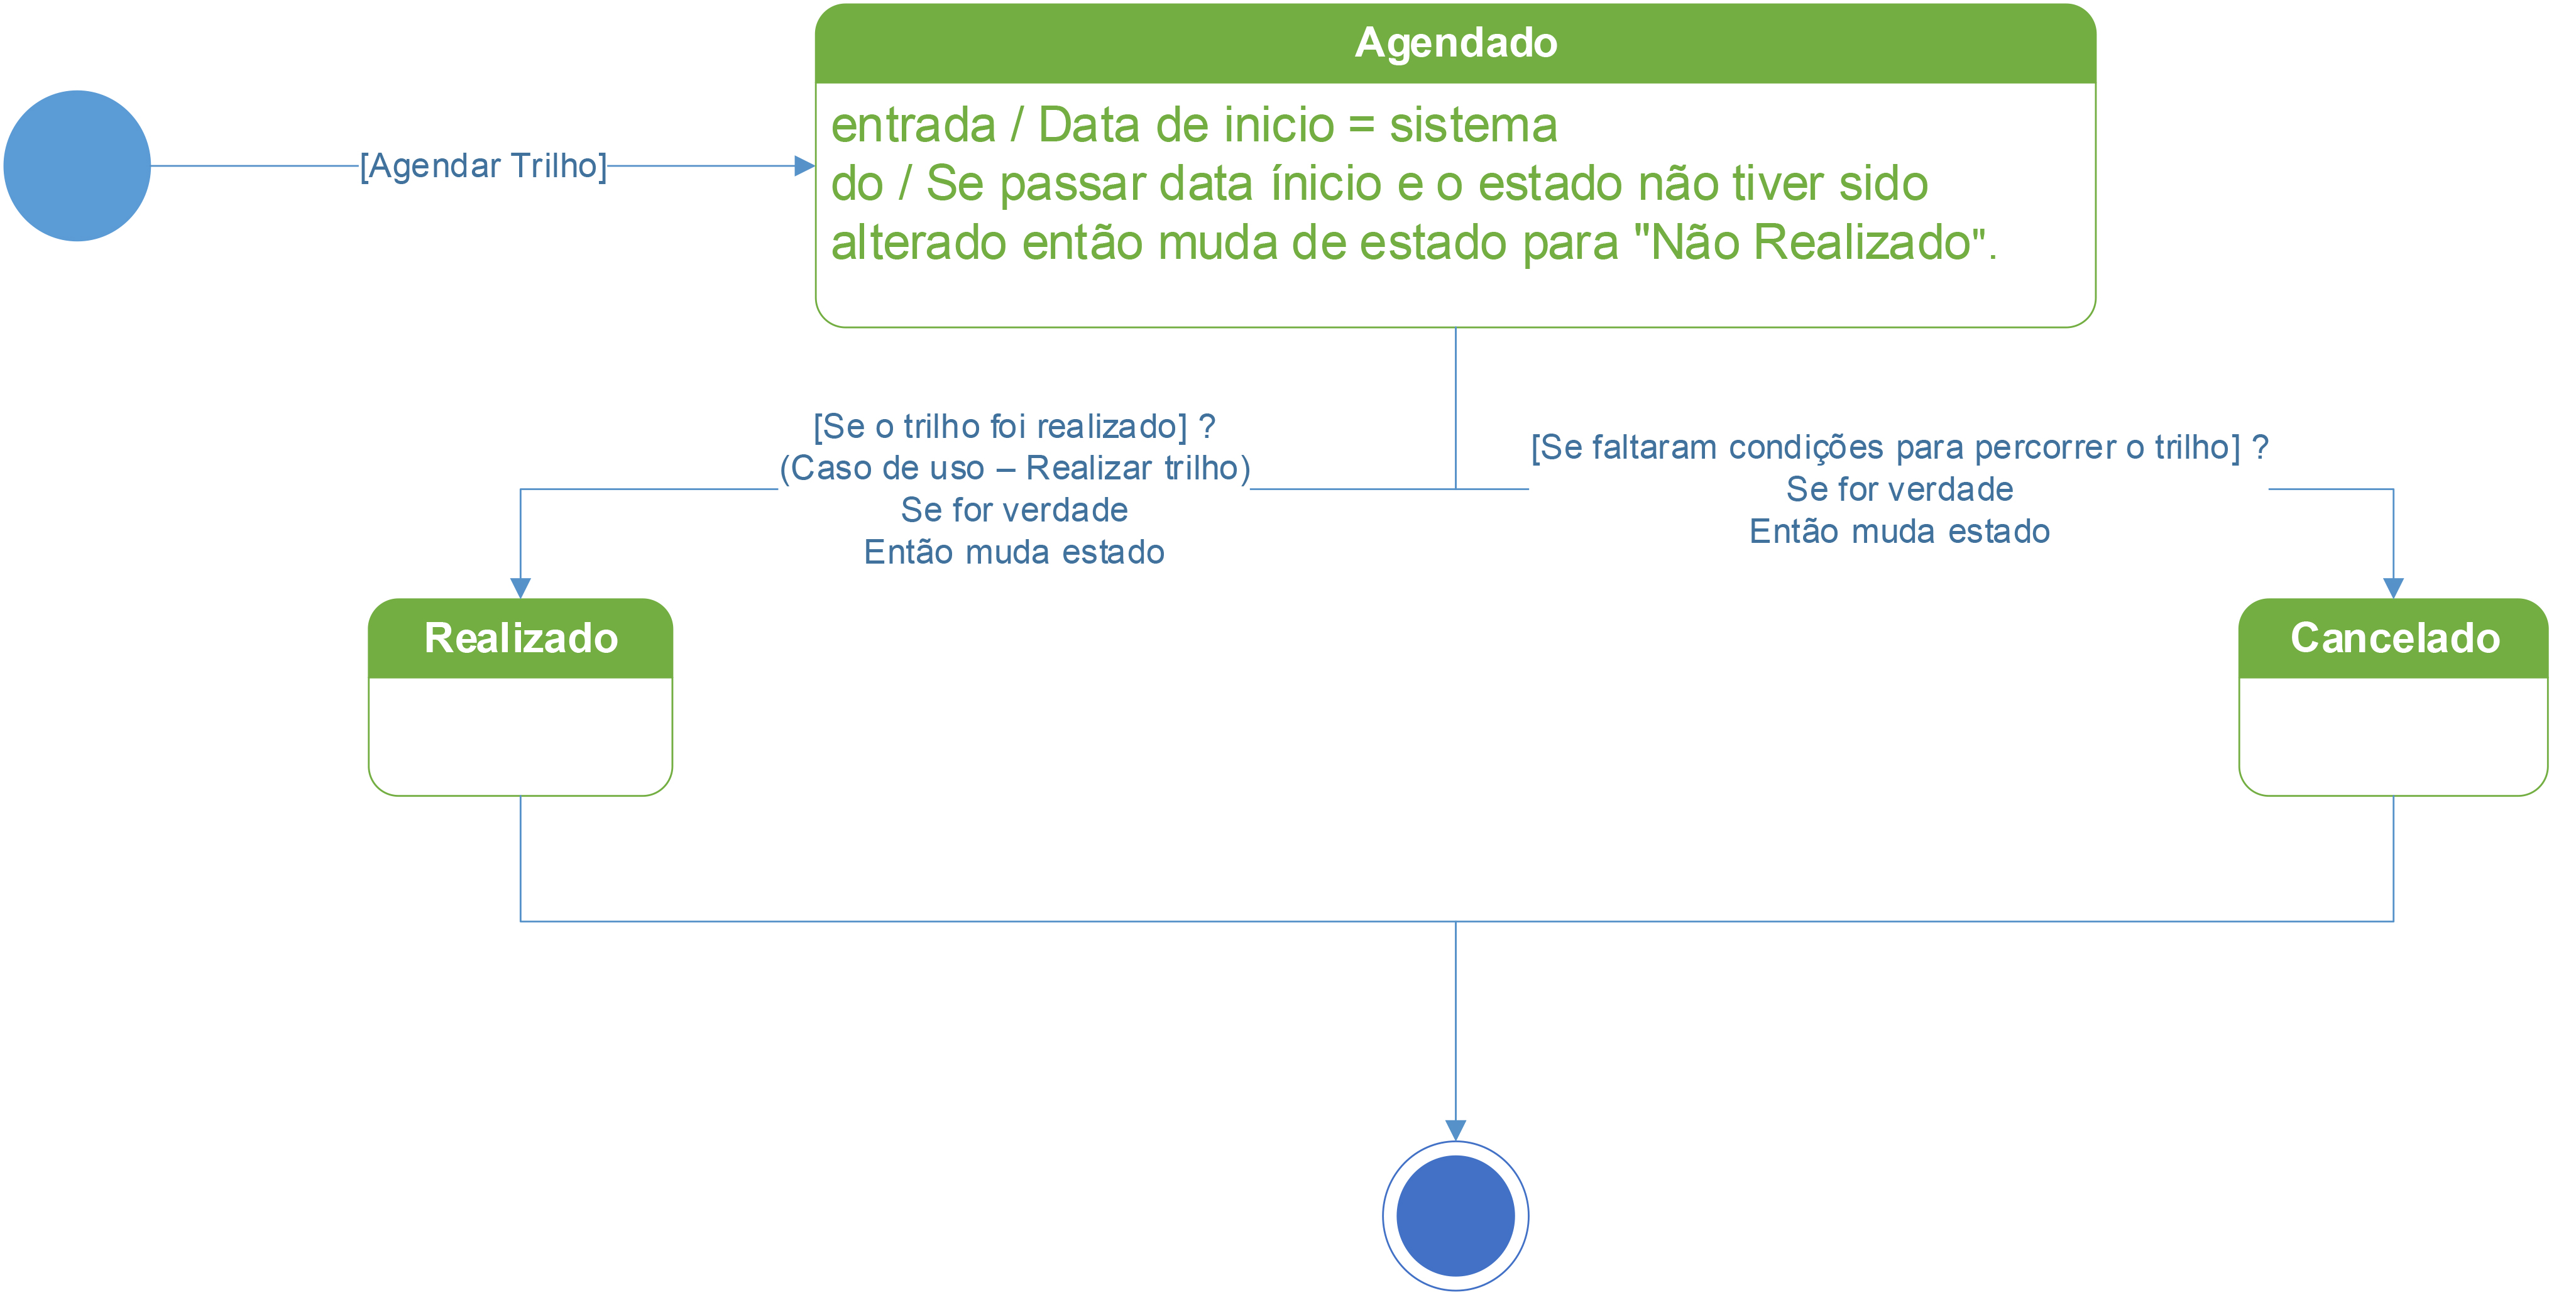 Agendado
entrada / Data de inicio = sistema
do / Se passar data ínicio e o estado não tiver sido
alterado então muda de estado para "Não Realizado".
[Agendar Trilho]
[Se o trilho foi realizado] ?
(Caso de uso – Realizar trilho)
Se for verdade
Então muda estado
[Se faltaram condições para percorrer o trilho] ?
Se for verdade
Então muda estado
Realizado
Cancelado